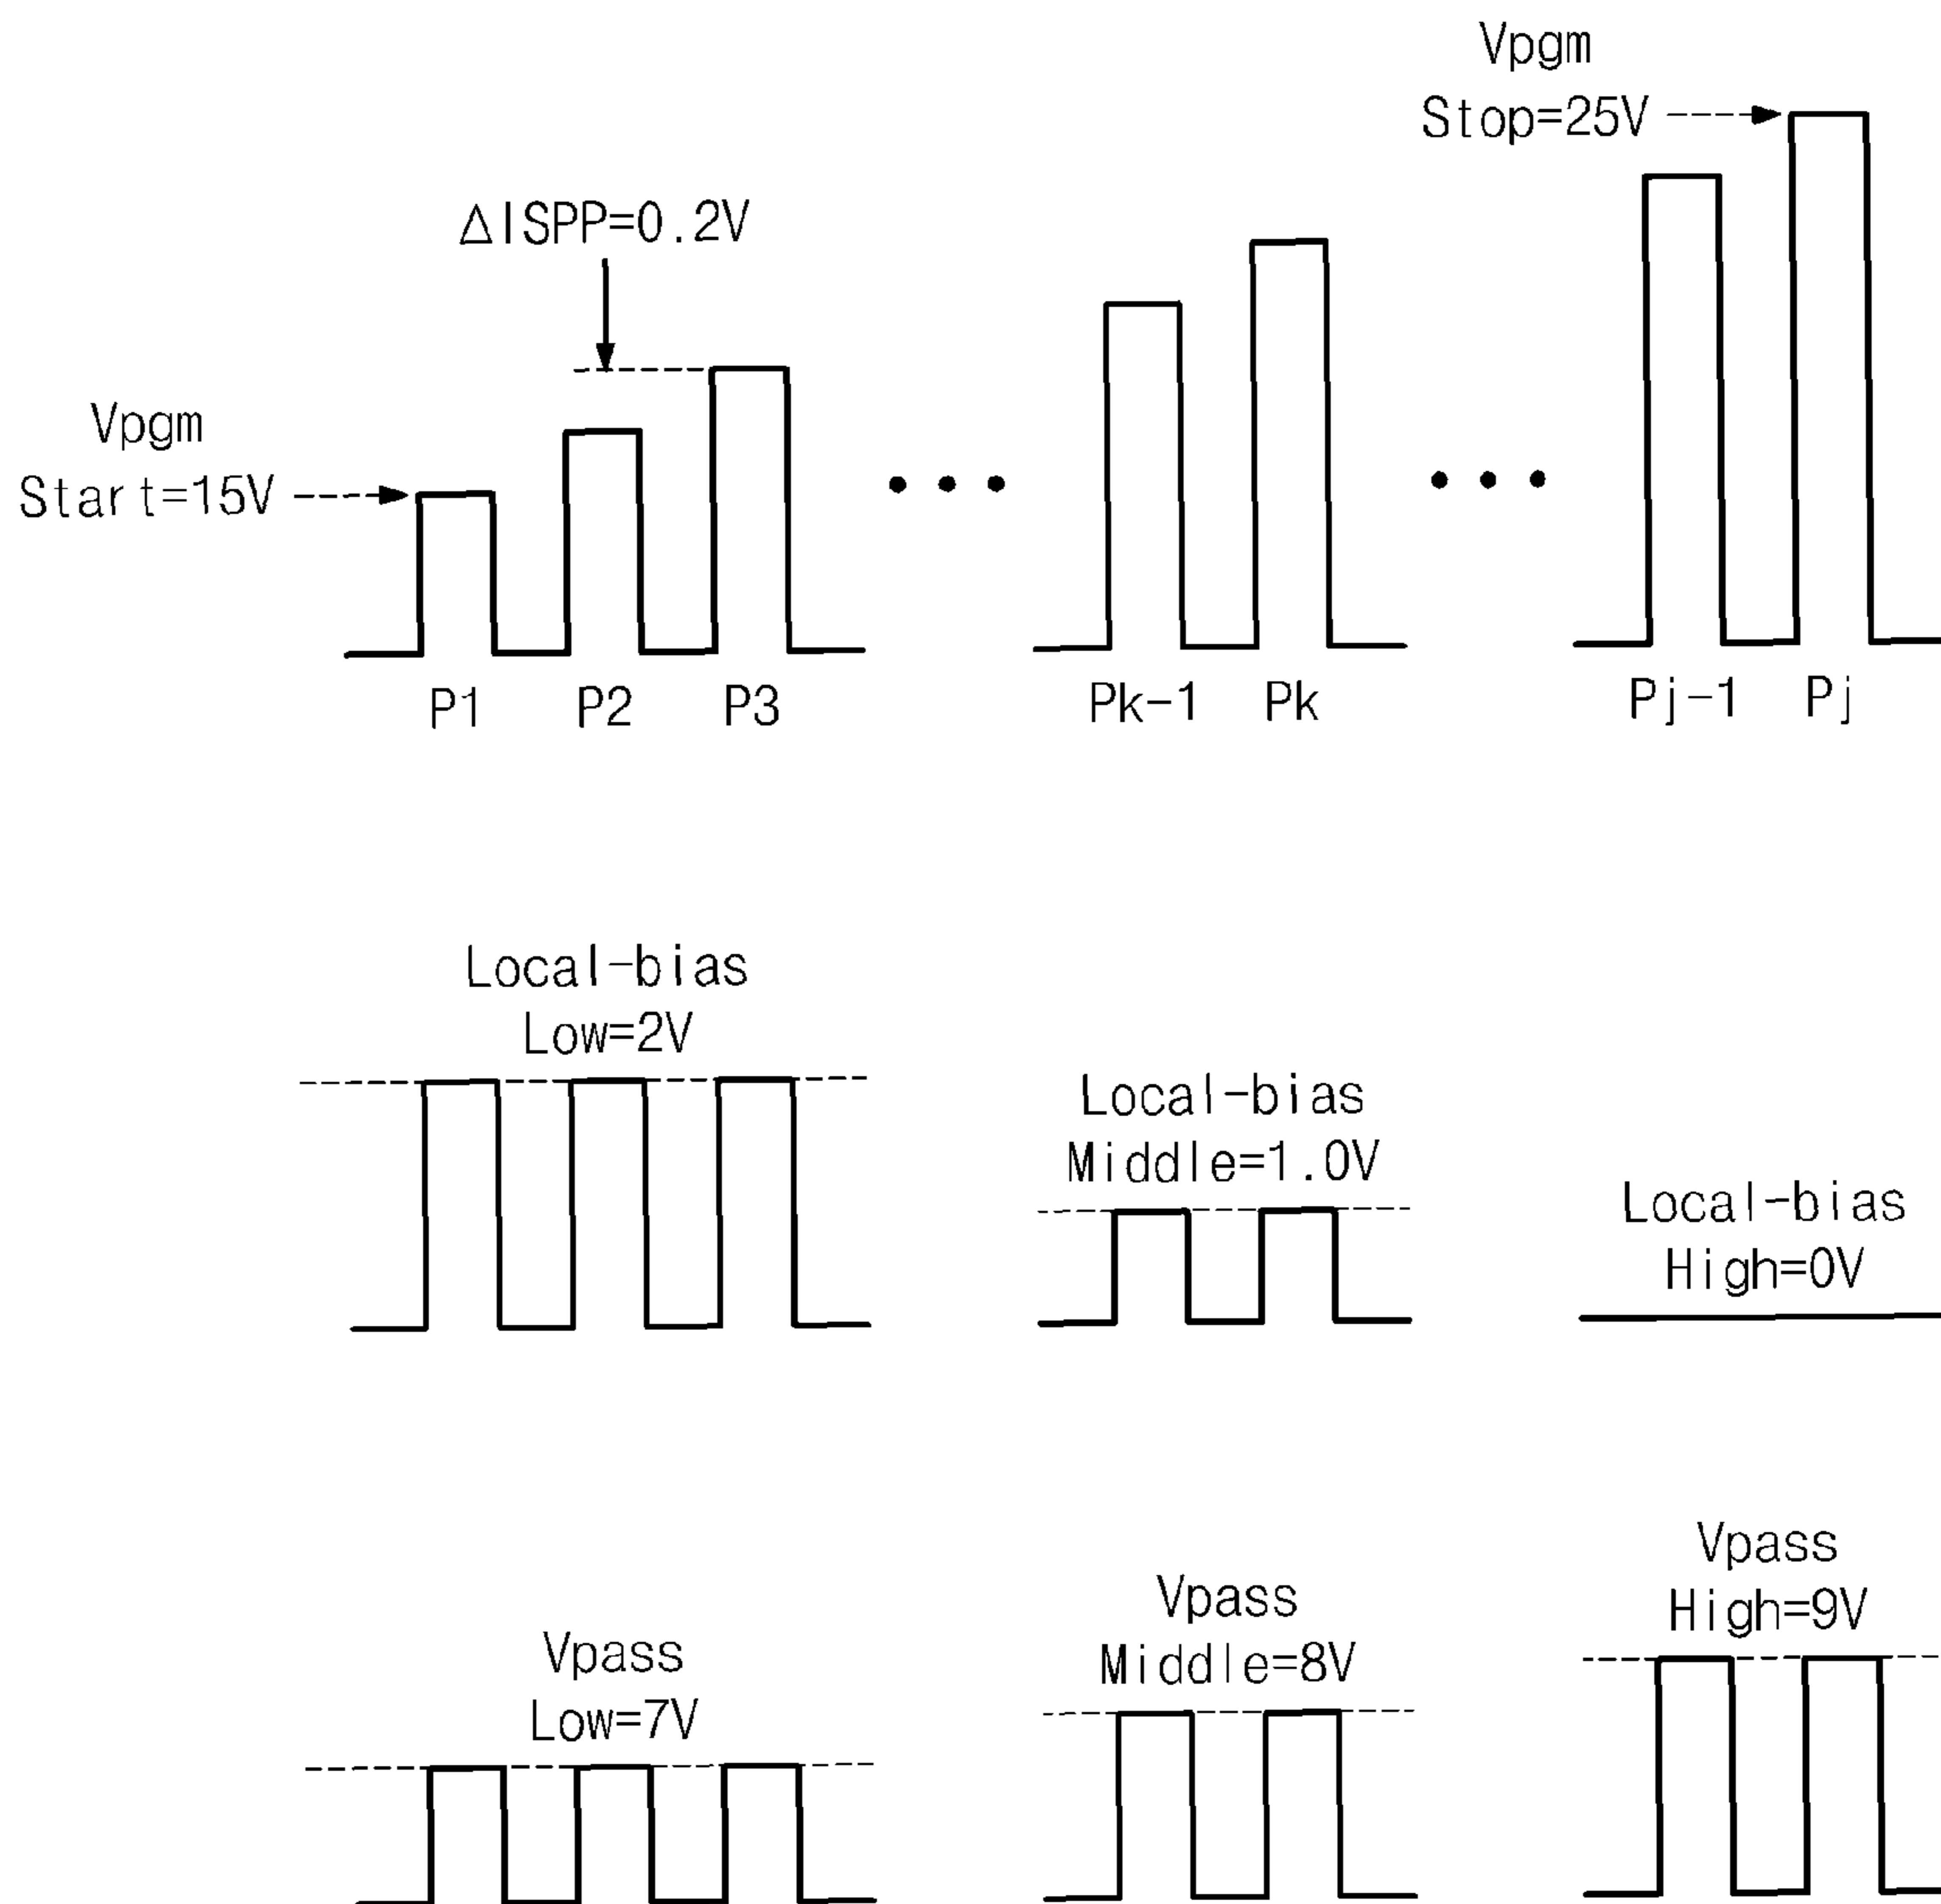 Vpgm
Stop=25V
ΔISPP=0.2V
Vpgm
Start=15V
P1 P2 P3 Pk-1 Pk Pj-1 Pj
Local-bias
Low=2V
Local-bias
Middle=1.0V
Local-bias
High=0V
Vpass
High=9V
Vpass
Middle=8V
Vpass
Low=7V